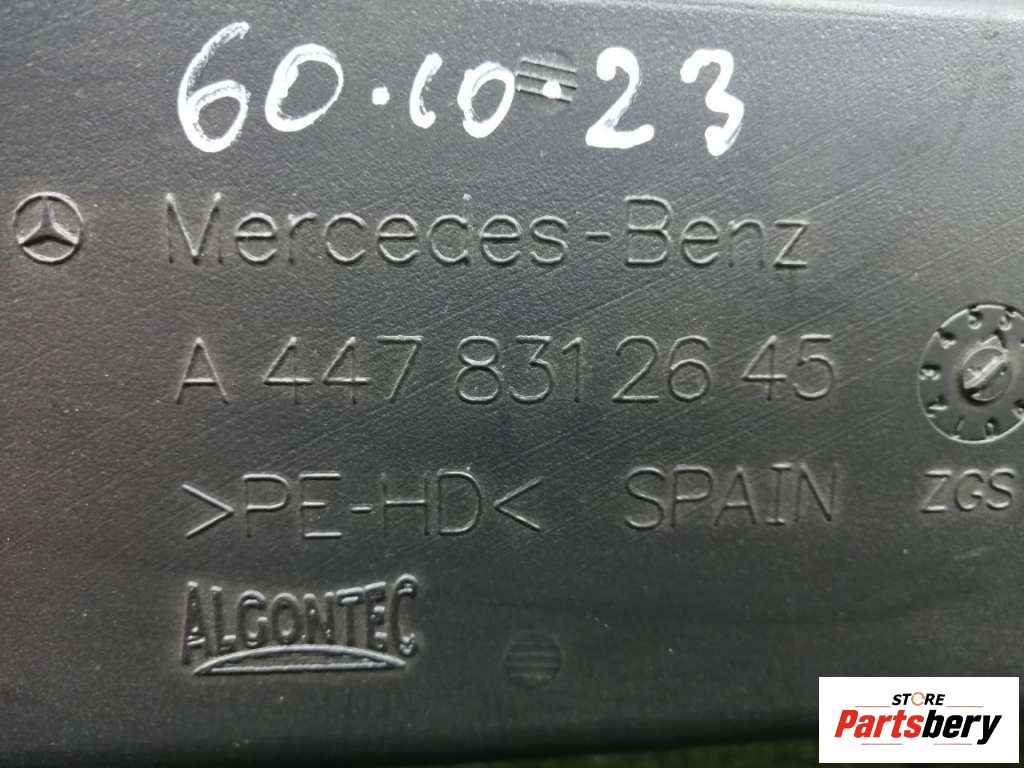 60.10.23
Mercedes-Benz
A 447 831 26 45
>PE-HD< SPAIN
ZGS
ALGONTEC
STORE
Partsbery